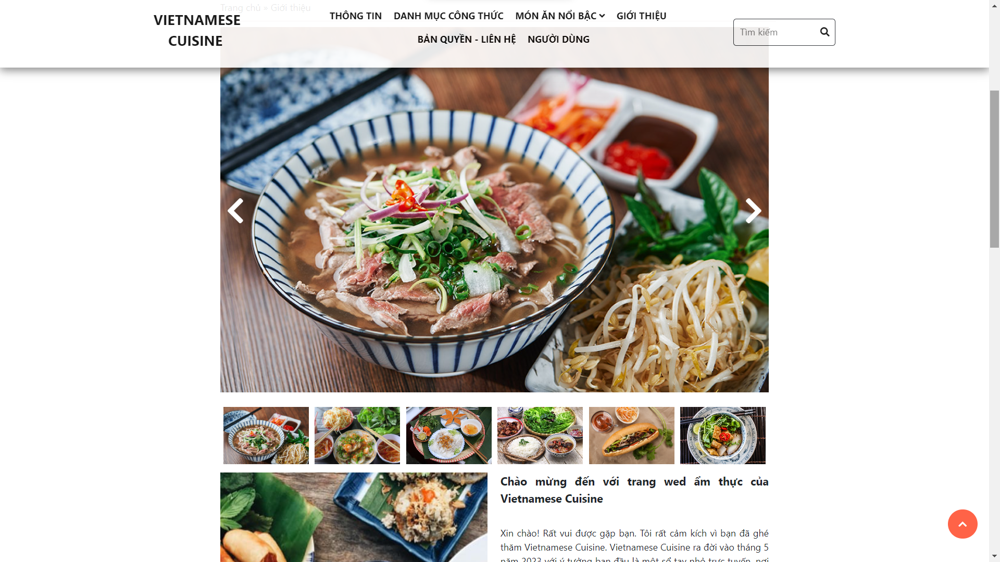 Trang chủ » Giới thiệu
VIETNAMESE
CUISINE
THÔNG TIN DANH MỤC CÔNG THỨC MÓN ĂN NỔI BẬC GIỚI THIỆU
BẢN QUYỀN - LIÊN HỆ NGƯỜI DÙNG
Tìm kiếm
Chào mừng đến với trang wed ẩm thực của
Vietnamese Cuisine
Xin chào! Rất vui được gặp bạn. Tôi rất cảm kích vì bạn đã ghé
thăm Vietnamese Cuisine. Vietnamese Cuisine ra đời vào tháng 5
năm 2023 với ý tưởng ban đầu là một sổ tay nhỏ trực tuyến, nơi